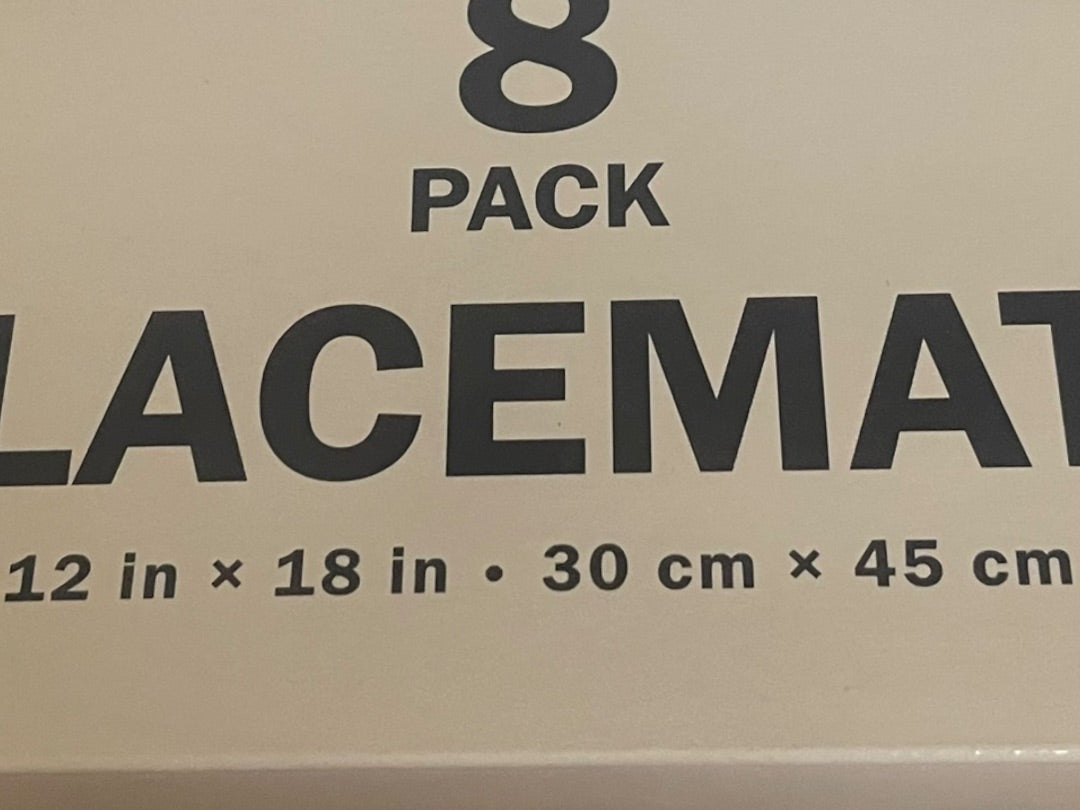 8
PACK
LACEMAT
12 in × 18 in • 30 cm × 45 cm